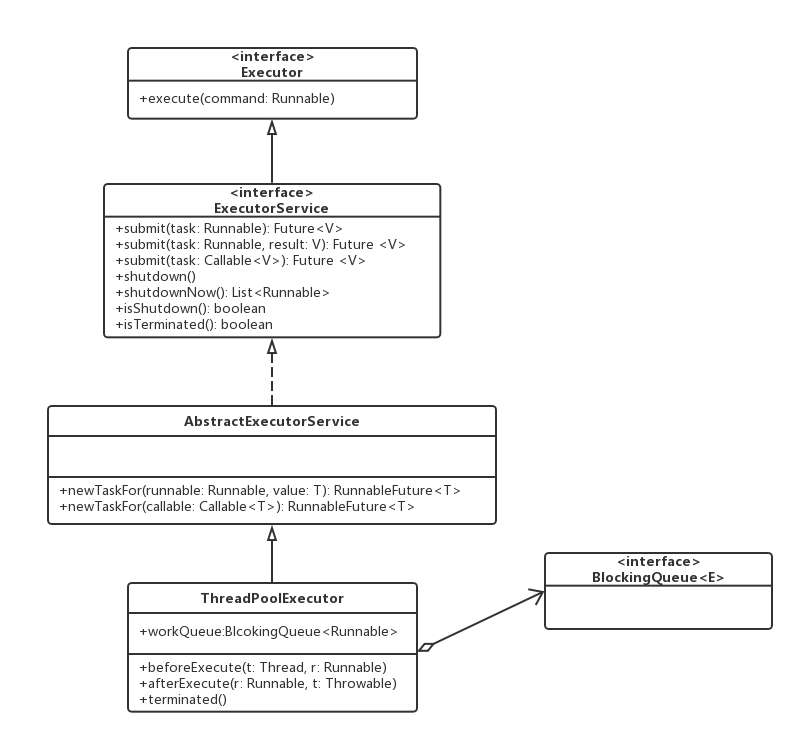 <interface>
Executor
+execute(command: Runnable)
<interface>
ExecutorService
+submit(task: Runnable): Future<V>
+submit(task: Runnable, result: V): Future <V>
+submit(task: Callable<V>): Future <V>
+shutdown()
+shutdownNow(): List<Runnable>
+isShutdown(): boolean
+isTerminated(): boolean
AbstractExecutorService
+newTaskFor(runnable: Runnable, value: T): RunnableFuture<T>
+newTaskFor(callable: Callable<T>): RunnableFuture<T>
<interface>
BlockingQueue<E>
ThreadPoolExecutor
+workQueue:BlcokingQueue<Runnable>
+beforeExecute(t: Thread, r: Runnable)
+afterExecute(r: Runnable, t: Throwable)
+terminated()